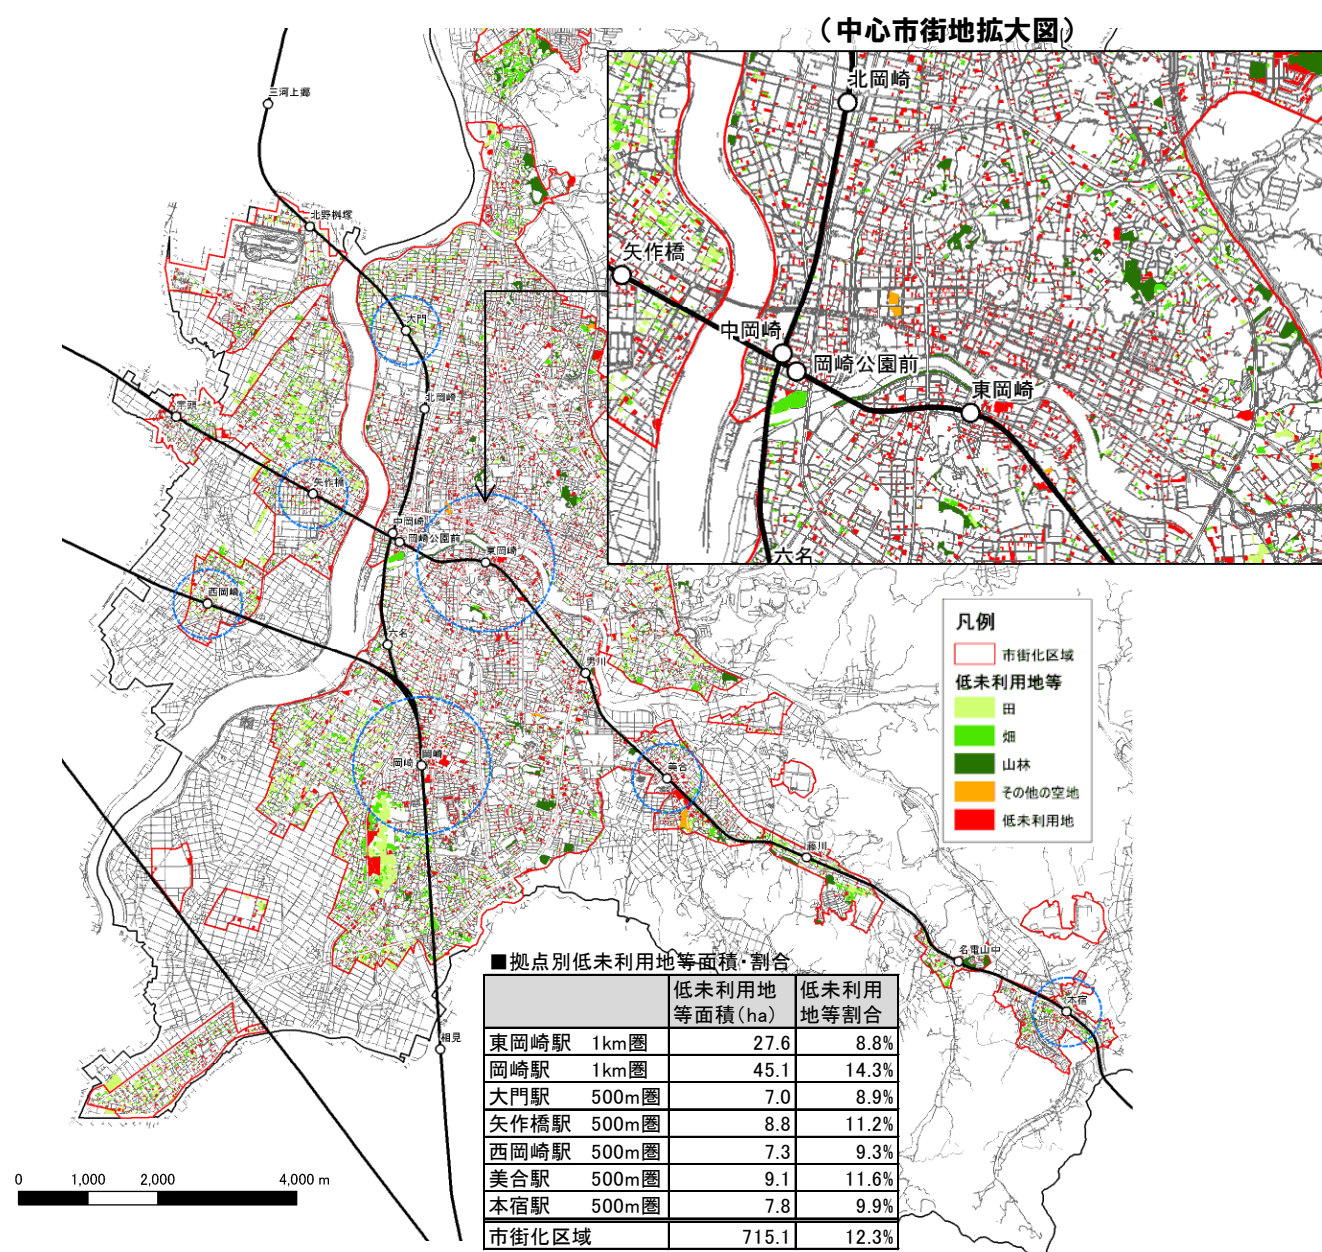 （中心市街地拡大図）
北岡崎
矢作橋
中岡崎
岡崎公園前
東岡崎
六名
三河上郷
北野桝塚
大門
北岡崎
宇頭
矢作橋
中岡崎
岡崎公園前
東岡崎
西岡崎
六名
男川
岡崎
岡崎
美合
藤川
名電山中
本宿
相見
凡例
市街化区域
低未利用地等
田
畑
山林
その他の空地
低未利用地
■拠点別低未利用地等面積・割合
低未利用地等面積（ha） 低未利用地等割合
東岡崎駅 1km圏 27.6 8.8%
岡崎駅 1km圏 45.1 14.3%
大門駅 500m圏 7.0 8.9%
矢作橋駅 500m圏 8.8 11.2%
西岡崎駅 500m圏 7.3 9.3%
美合駅 500m圏 9.1 11.6%
本宿駅 500m圏 7.8 9.9%
市街化区域 715.1 12.3%
0 1,000 2,000 4,000 m